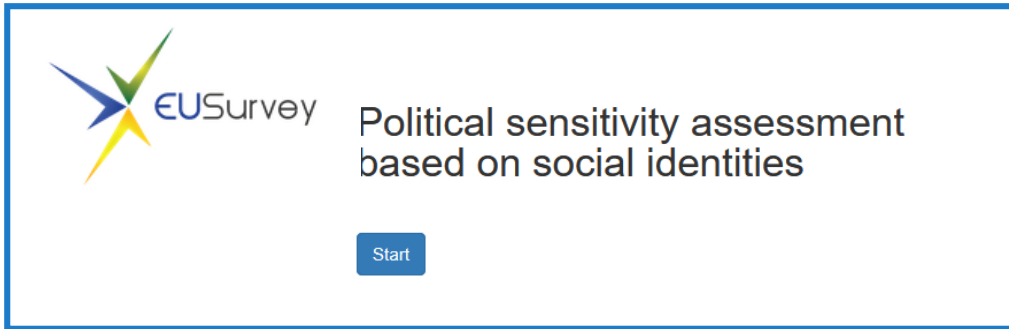 EUSurvey
Political sensitivity assessment
based on social identities
Start